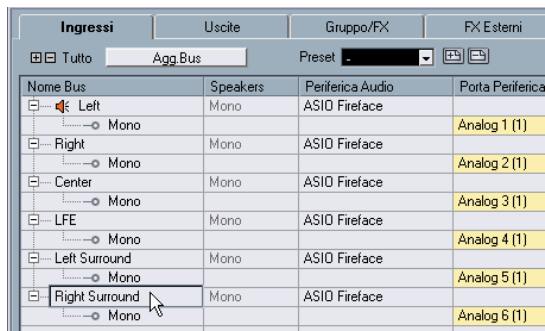 Ingressi Uscite Gruppo/FX FX Esterni
Tutto Agg.Bus Preset -
Nome Bus Speakers Periferica Audio Porta Periferica
Left Mono ASIO Fireface
Mono Analog 1 (1)
Right Mono ASIO Fireface
Mono Analog 2 (1)
Center Mono ASIO Fireface
Mono Analog 3 (1)
LFE Mono ASIO Fireface
Mono Analog 4 (1)
Left Surround Mono ASIO Fireface
Mono Analog 5 (1)
Right Surround Mono ASIO Fireface
Mono Analog 6 (1)